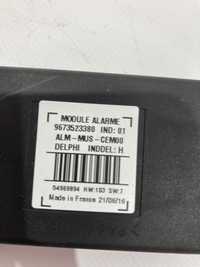 MODULE ALARME
9673523380 IND: 01
ALM-MUS-CEM00
DELPHI INDDEL: H
54969894 HW:103 SW:7
Made in France 21/06/16